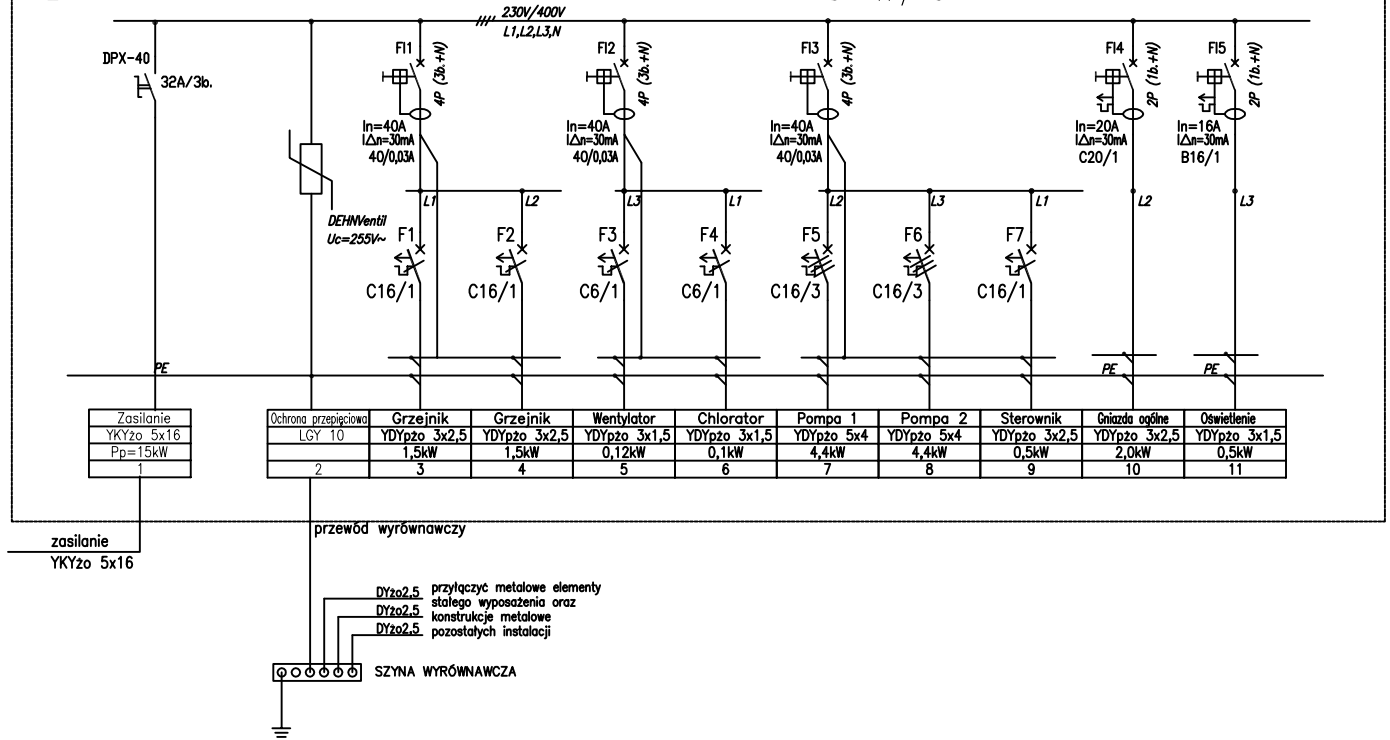 230V/400V
L1,L2,L3,N
DPX-40
32A/3b.
DEHNVentil
Uc=255V~
FI1
4P (3b.+N)
In=40A
I△n=30mA
40/0,03A
FI2
4P (3b.+N)
In=40A
I△n=30mA
40/0,03A
FI3
4P (3b.+N)
In=40A
I△n=30mA
40/0,03A
FI4
2P (1b.+N)
In=20A
I△n=30mA
C20/1
FI5
2P (1b.+N)
In=16A
I△n=30mA
B16/1
L1 L2 L3 L1 L2 L3 L1 L2 L3
F1 F2 F3 F4 F5 F6 F7
C16/1 C16/1 C6/1 C6/1 C16/3 C16/3 C16/1
PE PE PE
Zasilanie Ochrona przepięciowa Grzejnik Grzejnik Wentylator Chlorator Pompa 1 Pompa 2 Sterownik Gniazda ogólne Oświetlenie
YKYżo 5x16 LGY 10 YDYpżo 3x2,5 YDYpżo 3x2,5 YDYpżo 3x1,5 YDYpżo 3x1,5 YDYpżo 5x4 YDYpżo 5x4 YDYpżo 3x2,5 YDYpżo 3x2,5 YDYpżo 3x1,5
Pp=15kW 1,5kW 1,5kW 0,12kW 0,1kW 4,4kW 4,4kW 0,5kW 2,0kW 0,5kW
1 2 3 4 5 6 7 8 9 10 11
przewód wyrównawczy
zasilanie
YKYżo 5x16
DYżo2,5 przyłączyć metalowe elementy
stałego wyposażenia oraz
DYżo2,5 konstrukcje metalowe
DYżo2,5 pozostałych instalacji
SZYNA WYRÓWNAWCZA